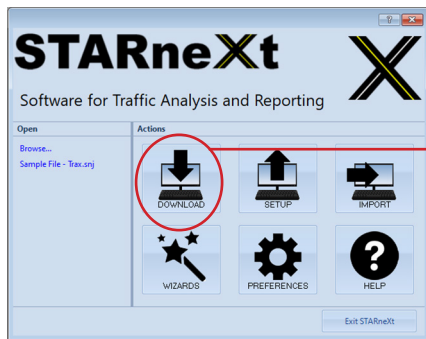 STARneXt
Software for Traffic Analysis and Reporting
Open
Actions
Browse...
Sample File - Trax.snj
DOWNLOAD
SETUP
IMPORT
WIZARDS
PREFERENCES
HELP
Exit STARneXt